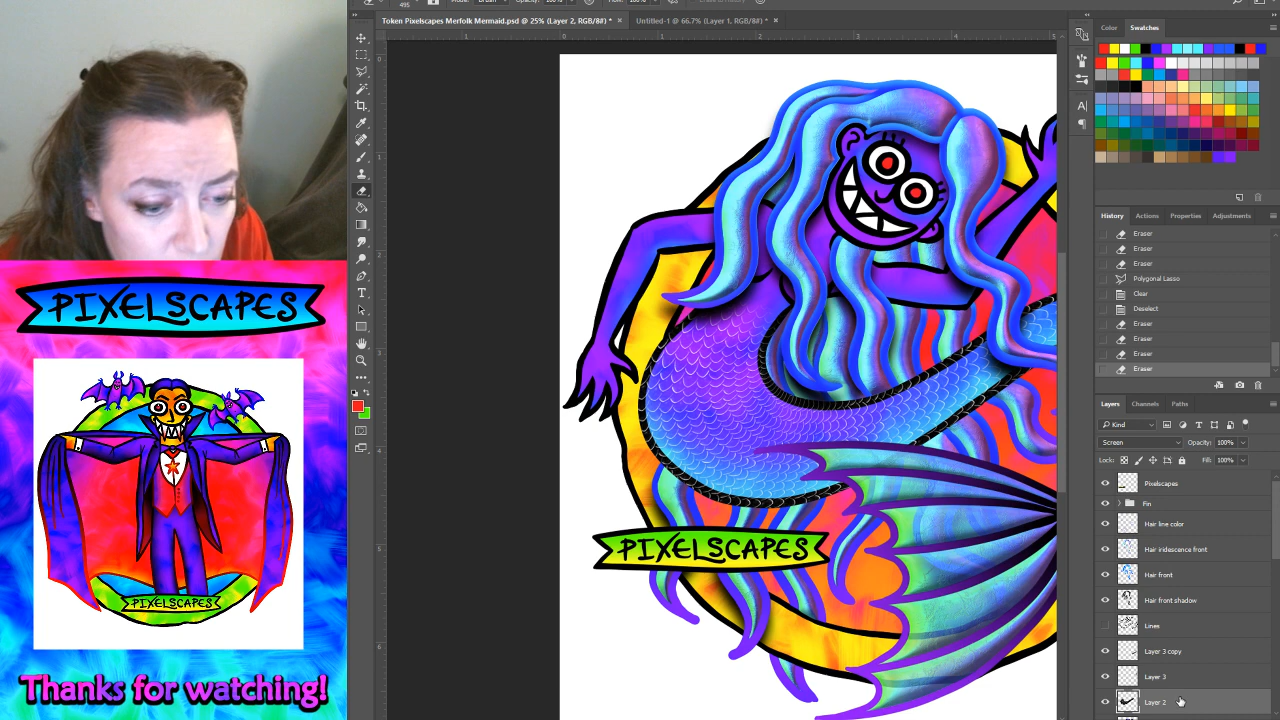 495
Token Pixelscapes Merfolk Mermaid.psd @ 25% (Layer 2, RGB/8#) *
Untitled-1 @ 66.7% (Layer 1, RGB/8#) *
Color
Swatches
History
Actions
Properties
Adjustments
Eraser
Eraser
Eraser
Polygonal Lasso
Clear
Deselect
Eraser
Eraser
Eraser
Eraser
Layers
Channels
Paths
Kind
Screen
Opacity: 100%
Lock:
Fill: 100%
Pixelscapes
Fin
Hair line color
Hair iridescence front
Hair front
Hair front shadow
Lines
Layer 3 copy
Layer 3
Layer 2
PIXELSCAPES
PIXELSCAPES
PIXELSCAPES
Thanks for watching!